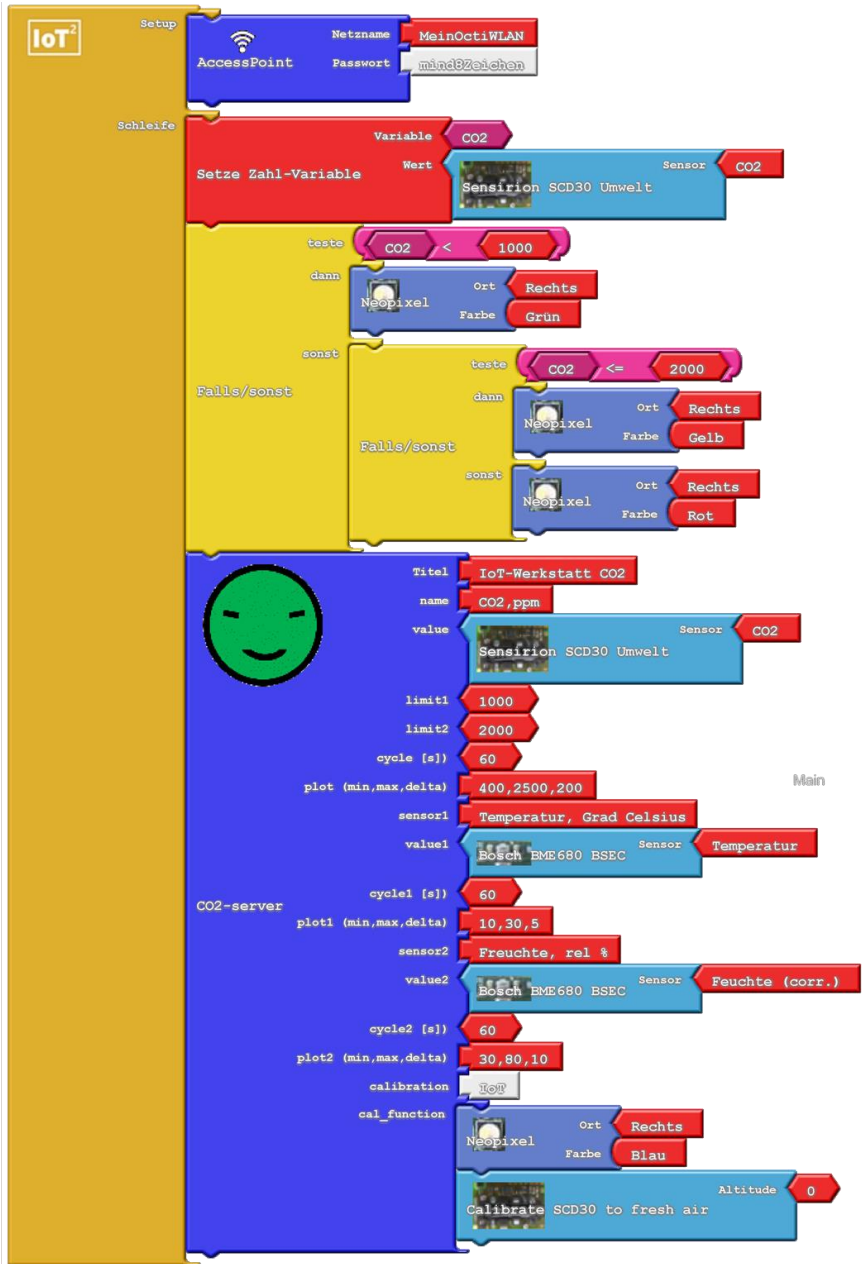 IoT²
Setup
AccessPoint
Netzname MeinOctiWLAN
Passwort mind8Zeichen
Schleife
Setze Zahl-Variable
Variable CO2
Wert Sensirion SCD30 Umwelt Sensor CO2
Falls/sonst
teste CO2 < 1000
dann Neopixel Ort Rechts
Farbe Grün
sonst Falls/sonst
teste CO2 <= 2000
dann Neopixel Ort Rechts
Farbe Gelb
sonst Neopixel Ort Rechts
Farbe Rot
CO2-server
Titel IoT-Werkstatt CO2
name CO2,ppm
value Sensirion SCD30 Umwelt Sensor CO2
limit1 1000
limit2 2000
cycle [s]) 60
plot (min,max,delta) 400,2500,200
Main
sensor1 Temperatur, Grad Celsius
value1 Bosch BME680 BSEC Sensor Temperatur
cycle1 [s]) 60
plot1 (min,max,delta) 10,30,5
sensor2 Freuchte, rel %
value2 Bosch BME680 BSEC Sensor Feuchte (corr.)
cycle2 [s]) 60
plot2 (min,max,delta) 30,80,10
calibration IoT
cal_function Neopixel Ort Rechts
Farbe Blau
Calibrate SCD30 to fresh air Altitude 0